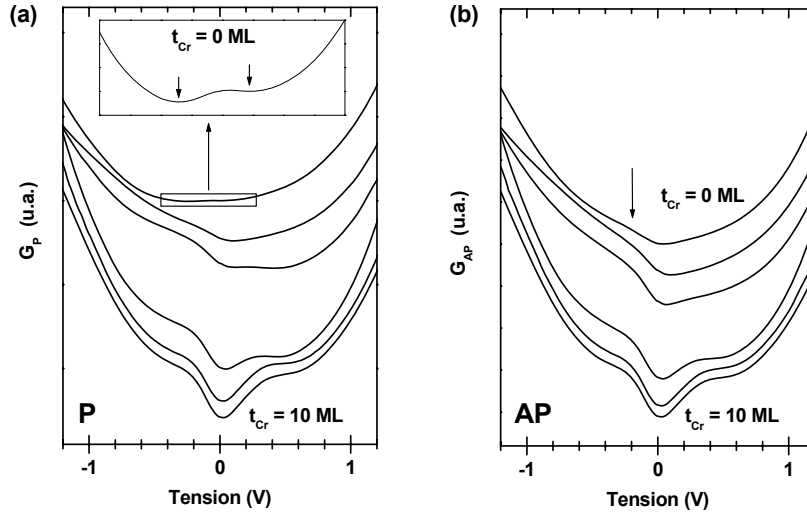 (a)
t_Cr = 0 ML
G_P (u.a.)
P
t_Cr = 10 ML
-1 0 1
Tension (V)
(b)
t_Cr = 0 ML
G_AP (u.a.)
AP
t_Cr = 10 ML
-1 0 1
Tension (V)